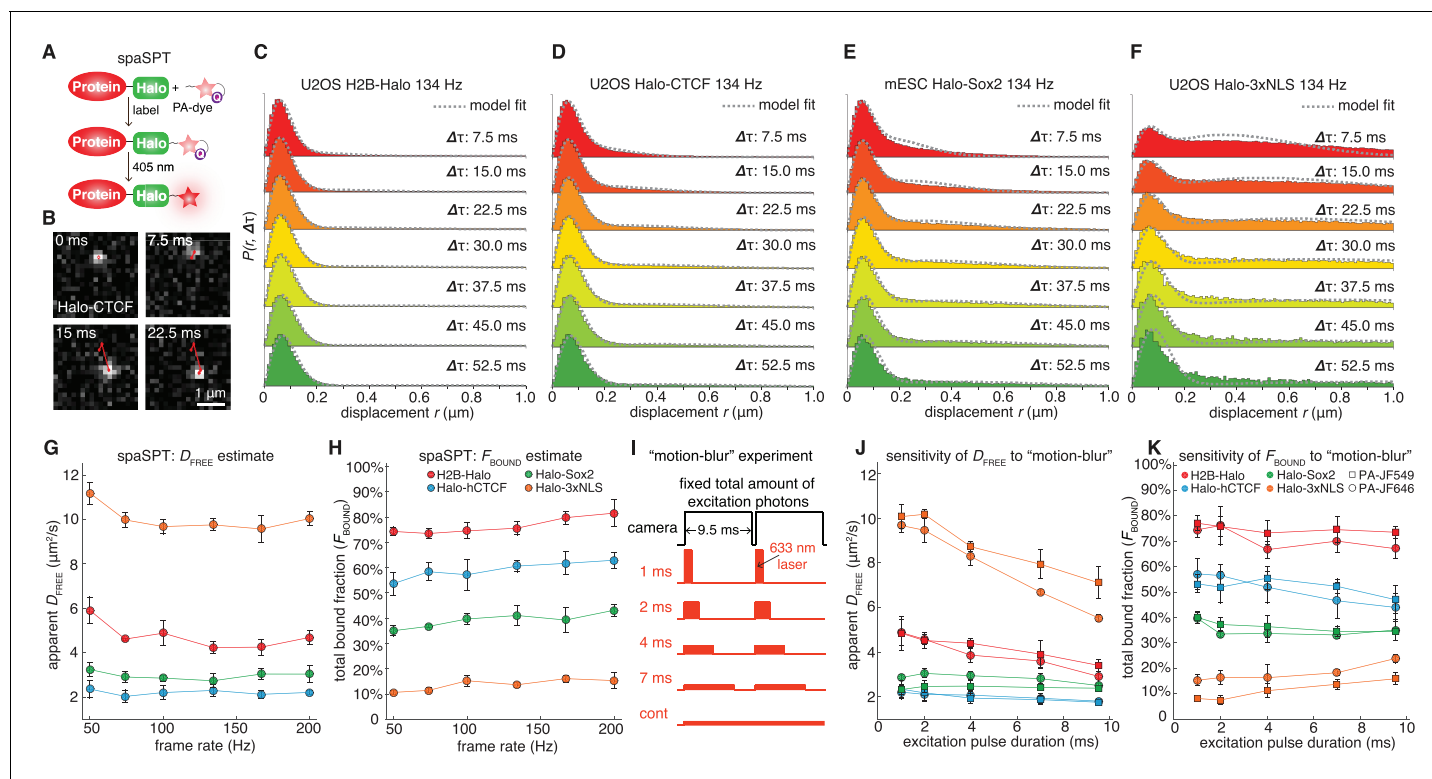 A
spaSPT
Protein
Halo
+
Q
label
PA-dye
Protein
Halo
Q
405 nm
Protein
Halo
B
0 ms
7.5 ms
Halo-CTCF
15 ms
22.5 ms
1 μm
C
U2OS H2B-Halo 134 Hz
model fit
P(r, Δτ)
Δτ: 7.5 ms
Δτ: 15.0 ms
Δτ: 22.5 ms
Δτ: 30.0 ms
Δτ: 37.5 ms
Δτ: 45.0 ms
Δτ: 52.5 ms
0 0.2 0.4 0.6 0.8 1.0
displacement r (μm)
D
U2OS Halo-CTCF 134 Hz
model fit
Δτ: 7.5 ms
Δτ: 15.0 ms
Δτ: 22.5 ms
Δτ: 30.0 ms
Δτ: 37.5 ms
Δτ: 45.0 ms
Δτ: 52.5 ms
0 0.2 0.4 0.6 0.8 1.0
displacement r (μm)
E
mESC Halo-Sox2 134 Hz
model fit
Δτ: 7.5 ms
Δτ: 15.0 ms
Δτ: 22.5 ms
Δτ: 30.0 ms
Δτ: 37.5 ms
Δτ: 45.0 ms
Δτ: 52.5 ms
0 0.2 0.4 0.6 0.8 1.0
displacement r (μm)
F
U2OS Halo-3xNLS 134 Hz
model fit
Δτ: 7.5 ms
Δτ: 15.0 ms
Δτ: 22.5 ms
Δτ: 30.0 ms
Δτ: 37.5 ms
Δτ: 45.0 ms
Δτ: 52.5 ms
0 0.2 0.4 0.6 0.8 1.0
displacement r (μm)
G
spaSPT: DFREE estimate
apparent DFREE (μm²/s)
12
10
8
6
4
2
50 100 150 200
frame rate (Hz)
H
spaSPT: FBOUND estimate
H2B-Halo
Halo-hCTCF
Halo-Sox2
Halo-3xNLS
total bound fraction (FBOUND)
100%
90%
80%
70%
60%
50%
40%
30%
20%
10%
0
50 100 150 200
frame rate (Hz)
I
“motion-blur” experiment
fixed total amount of
excitation photons
camera
9.5 ms
633 nm
laser
1 ms
2 ms
4 ms
7 ms
cont
J
sensitivity of DFREE to “motion-blur”
apparent DFREE (μm²/s)
12
10
8
6
4
2
0 2 4 6 8 10
excitation pulse duration (ms)
K
sensitivity of FBOUND to “motion-blur”
H2B-Halo
Halo-hCTCF
Halo-Sox2
Halo-3xNLS
PA-JF549
PA-JF646
total bound fraction (FBOUND)
100%
90%
80%
70%
60%
50%
40%
30%
20%
10%
0
0 2 4 6 8 10
excitation pulse duration (ms)